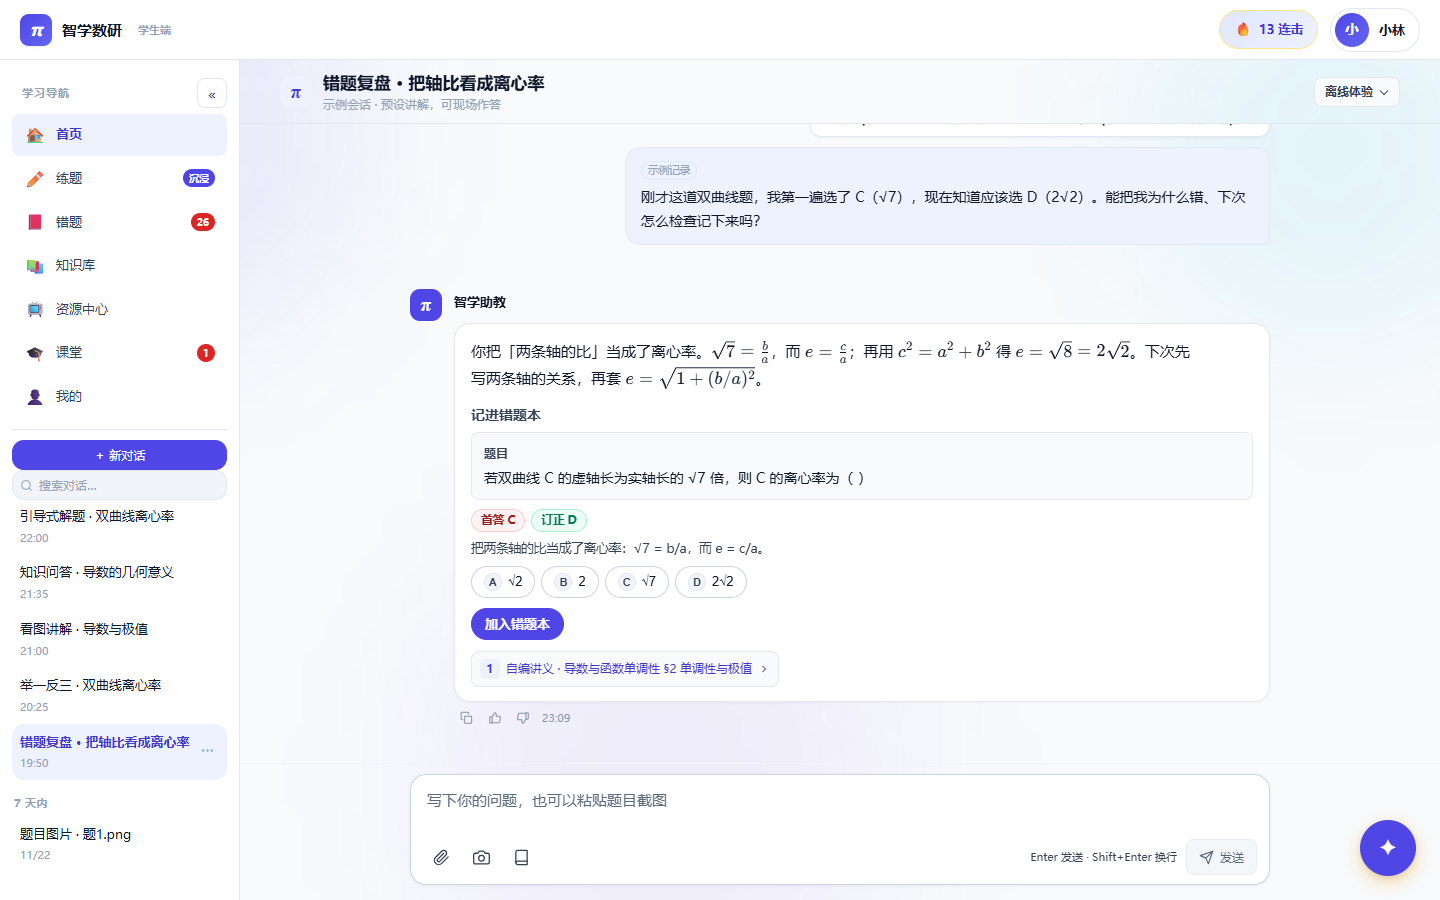 π 智学数研 学生端
13 连击
小 小林
学习导航 «
首页
练题 沉浸
错题 26
知识库
资源中心
课堂 1
我的
+ 新对话
搜索对话...
引导式解题 · 双曲线离心率
22:00
知识问答 · 导数的几何意义
21:35
看图讲解 · 导数与极值
21:00
举一反三 · 双曲线离心率
20:25
错题复盘 · 把轴比看成离心率 ...
19:50
7 天内
题目图片 · 题1.png
11/22
π 错题复盘 · 把轴比看成离心率
示例会话 · 预设讲解，可现场作答
离线体验
示例记录
刚才这道双曲线题，我第一遍选了 C（√7），现在知道应该选 D（2√2）。能把我为什么错、下次
怎么检查记下来吗？
π 智学助教
你把「两条轴的比」当成了离心率。√7 = b/a，而 e = c/a；再用 c² = a² + b² 得 e = √8 = 2√2。下次先
写两条轴的关系，再套 e = √(1 + (b/a)²)。
记进错题本
题目
若双曲线 C 的虚轴长为实轴长的 √7 倍，则 C 的离心率为（ ）
首答 C 订正 D
把两条轴的比当成了离心率：√7 = b/a，而 e = c/a。
A √2 B 2 C √7 D 2√2
加入错题本
1 自编讲义 · 导数与函数单调性 §2 单调性与极值 ›
23:09
写下你的问题，也可以粘贴题目截图
Enter 发送 · Shift+Enter 换行 发送